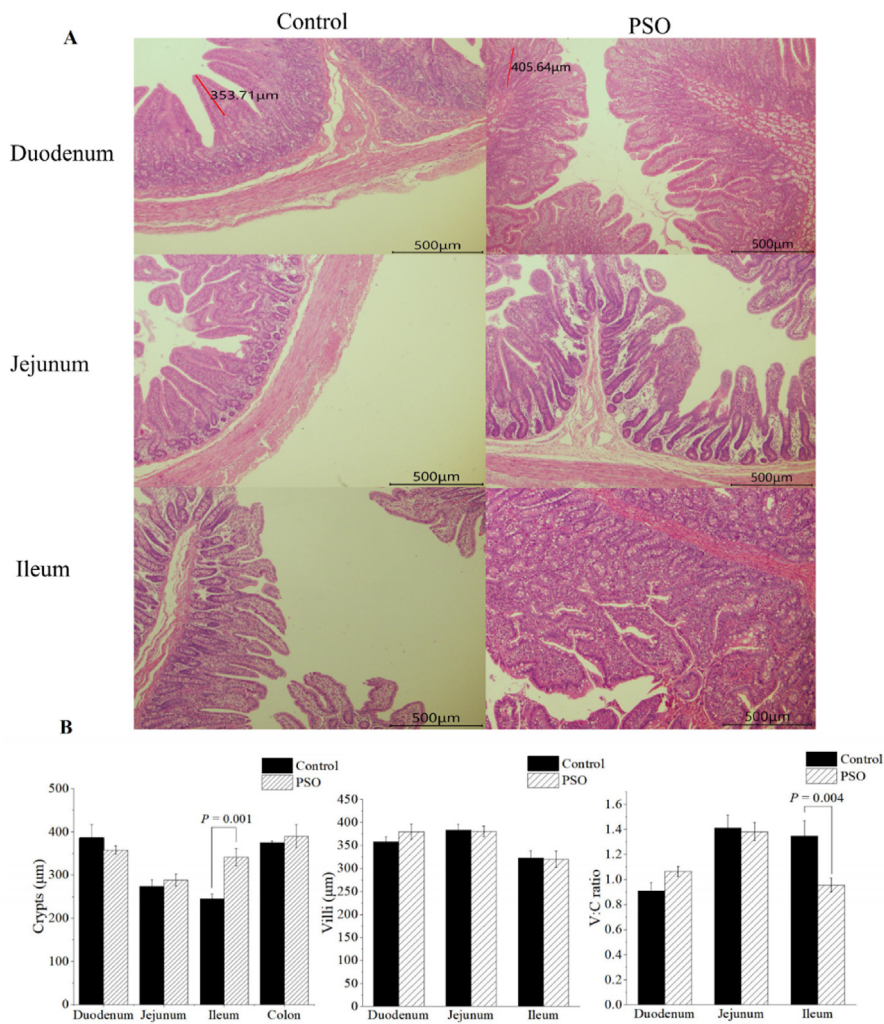 A
Control
PSO
Duodenum
353.71μm
405.64μm
500μm
500μm
Jejunum
500μm
500μm
Ileum
500μm
500μm
B
Control
PSO
P = 0.001
500
400
300
200
100
0
Crypts (μm)
Duodenum Jejunum Ileum Colon
Control
PSO
450
400
350
300
250
200
150
100
50
0
Villi (μm)
Duodenum Jejunum Ileum
Control
PSO
P = 0.004
1.6
1.4
1.2
1.0
0.8
0.6
0.4
0.2
0.0
V:C ratio
Duodenum Jejunum Ileum